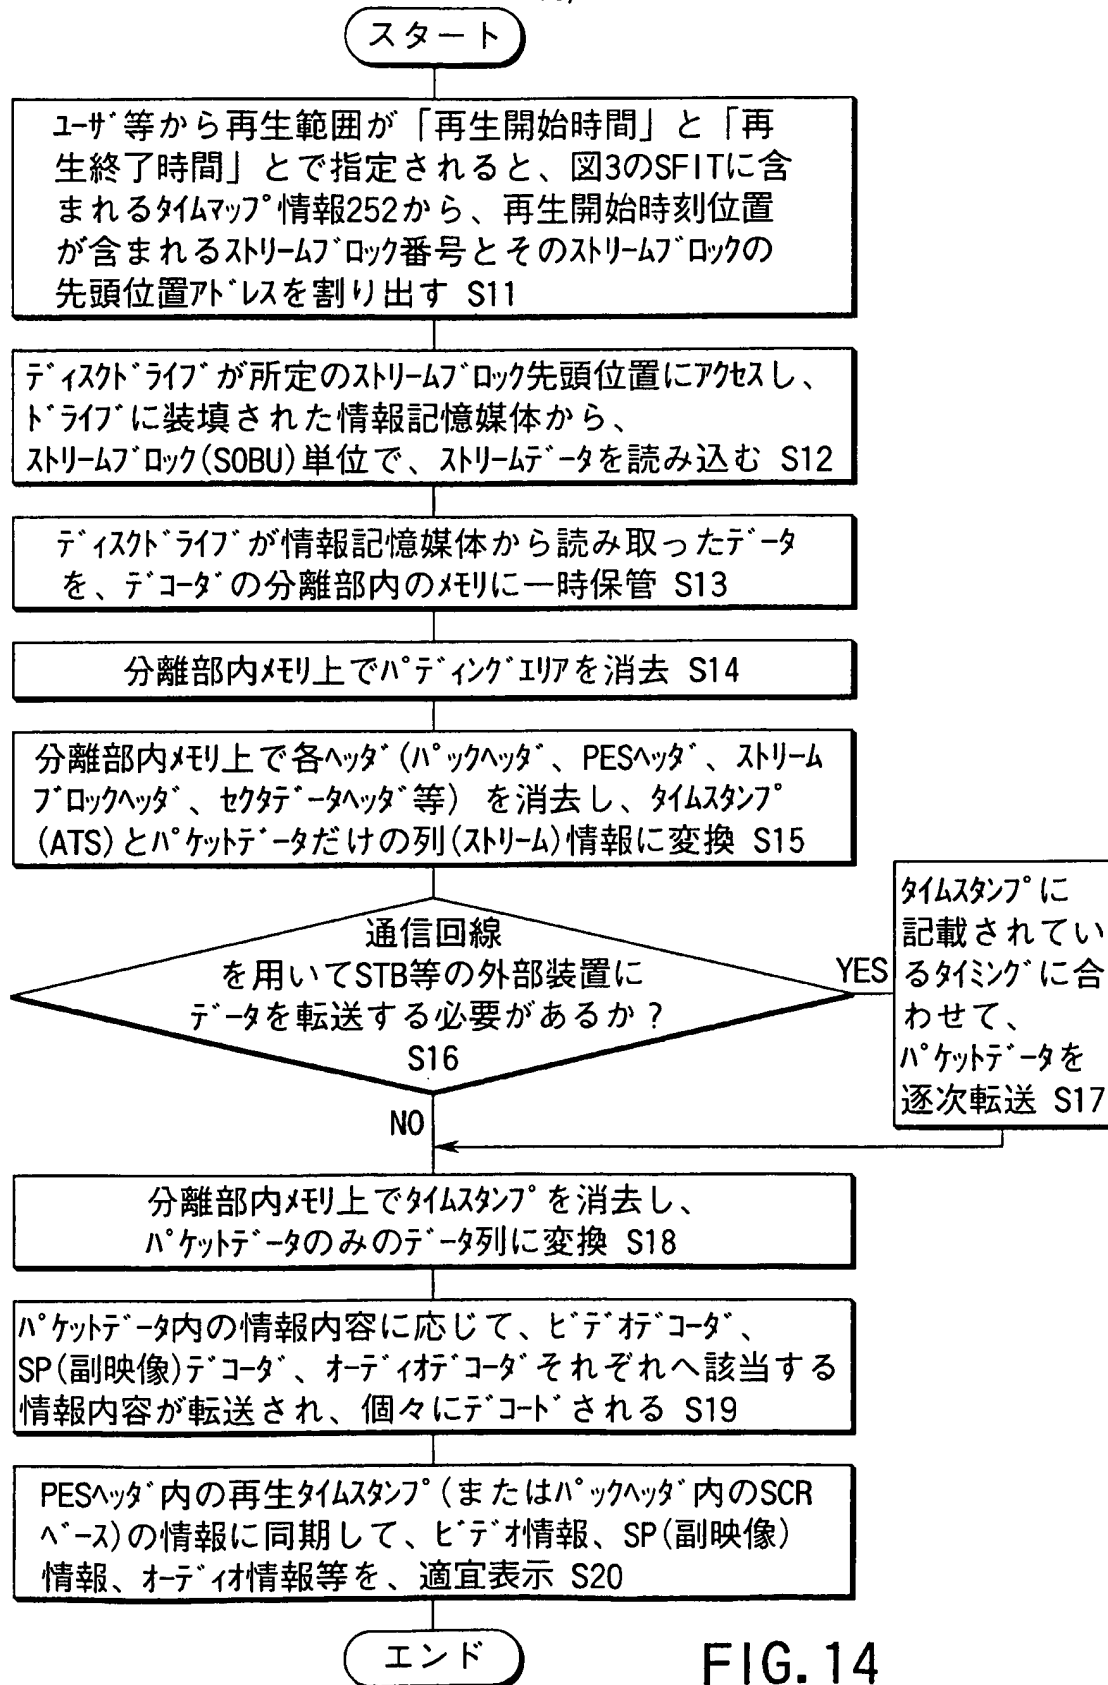 スタート
ユーザ等から再生範囲が「再生開始時間」と「再
生終了時間」とで指定されると、図3のSFITに含
まれるタイムマップ情報252から、再生開始時刻位置
が含まれるストリームブロック番号とそのストリームブロックの
先頭位置アドレスを割り出す S11
ディスクドライブが所定のストリームブロック先頭位置にアクセスし、
ドライブに装填された情報記憶媒体から、
ストリームブロック(SOBU)単位で、ストリームデータを読み込む S12
ディスクドライブが情報記憶媒体から読み取ったデータ
を、デコーダの分離部内のメモリに一時保管 S13
分離部内メモリ上でパディングエリアを消去 S14
分離部内メモリ上で各ヘッダ(パックヘッダ、PESヘッダ、ストリーム
ブロックヘッダ、セクタデータヘッダ等)を消去し、タイムスタンプ
(ATS)とパケットデータだけの列(ストリーム)情報に変換 S15
通信回線
を用いてSTB等の外部装置に
データを転送する必要があるか?
S16
YES
タイムスタンプに
記載されてい
るタイミングに合
わせて、
パケットデータを
逐次転送 S17
NO
分離部内メモリ上でタイムスタンプを消去し、
パケットデータのみのデータ列に変換 S18
パケットデータ内の情報内容に応じて、ビデオデコーダ、
SP(副映像)デコーダ、オーディオデコーダそれぞれへ該当する
情報内容が転送され、個々にデコードされる S19
PESヘッダ内の再生タイムスタンプ(またはパックヘッダ内のSCR
ベース)の情報に同期して、ビデオ情報、SP(副映像)
情報、オーディオ情報等を、適宜表示 S20
エンド
FIG. 14